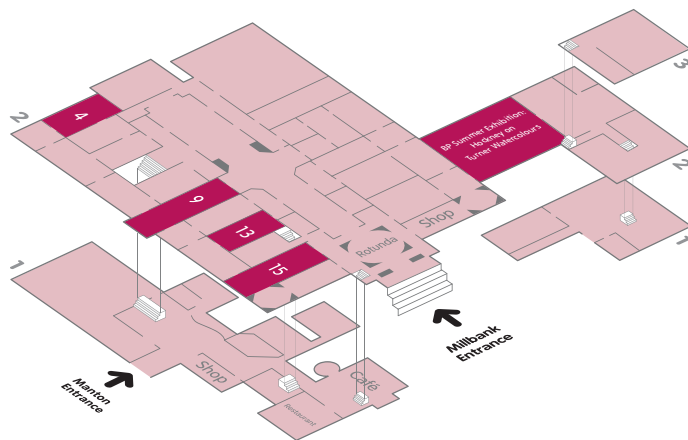 3
2
4
BP Summer Exhibition:
Hockney on
Turner Watercolours
2
9
Shop
13
Rotunda
1
15
1
Millbank
Entrance
Shop
Café
Manton
Entrance
Restaurant